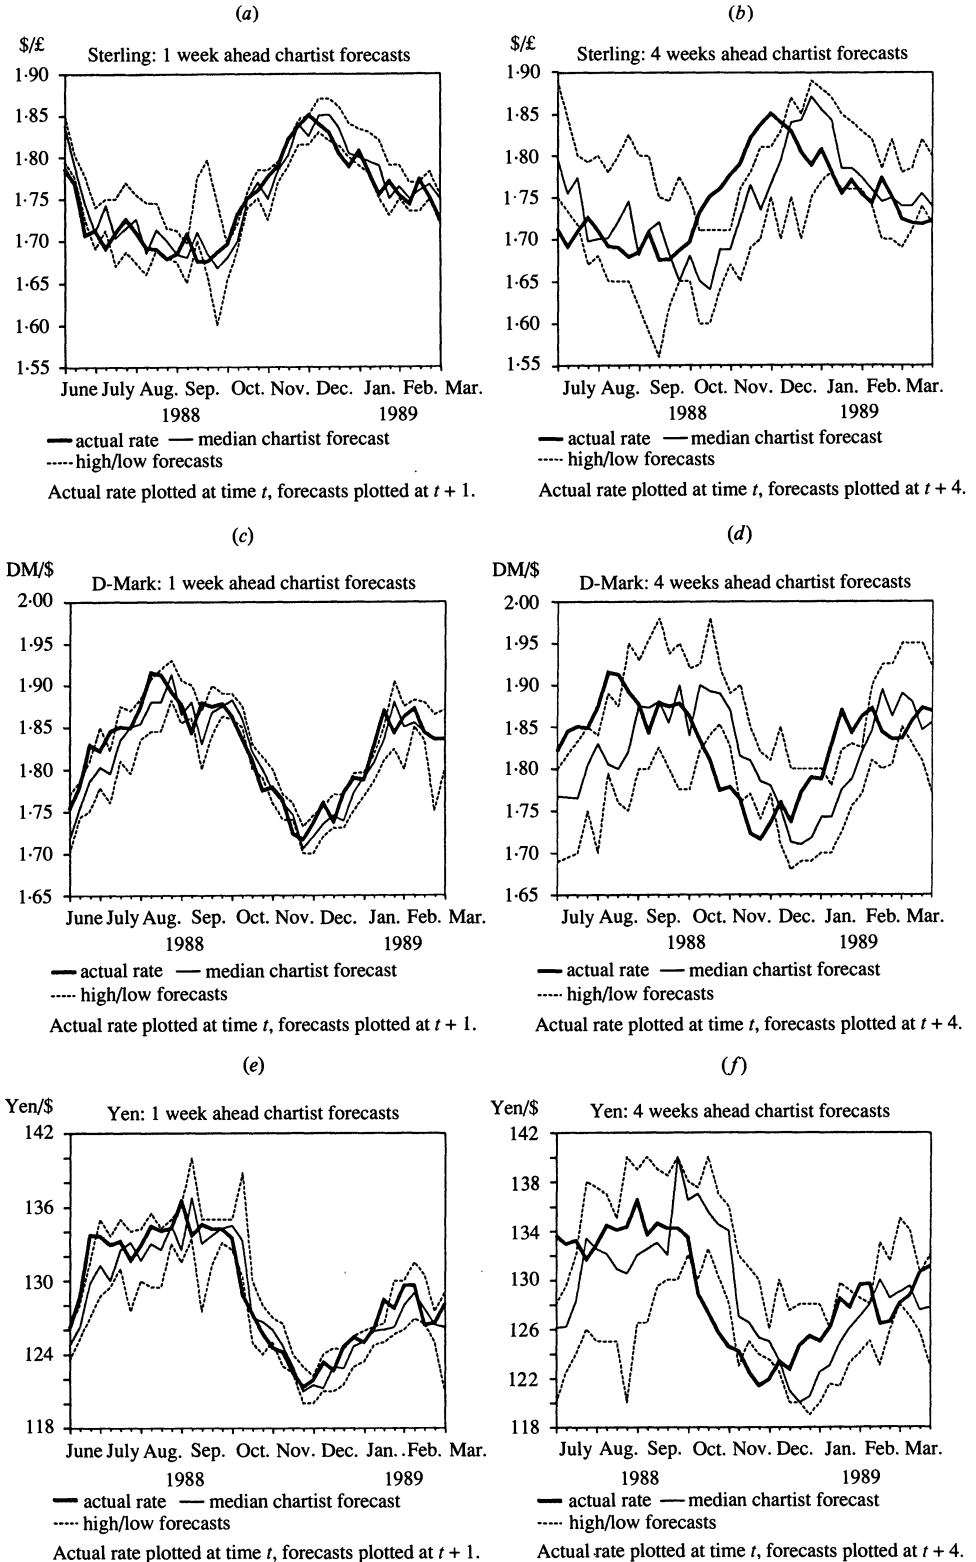 (a)
$/£
Sterling: 1 week ahead chartist forecasts
1·90
1·85
1·80
1·75
1·70
1·65
1·60
1·55
June July Aug. Sep. Oct. Nov. Dec. Jan. Feb. Mar.
1988 1989
actual rate median chartist forecast
high/low forecasts
Actual rate plotted at time t, forecasts plotted at t + 1.
(b)
$/£
Sterling: 4 weeks ahead chartist forecasts
1·90
1·85
1·80
1·75
1·70
1·65
1·60
1·55
July Aug. Sep. Oct. Nov. Dec. Jan. Feb. Mar.
1988 1989
actual rate median chartist forecast
high/low forecasts
Actual rate plotted at time t, forecasts plotted at t + 4.
(c)
DM/$
D-Mark: 1 week ahead chartist forecasts
2·00
1·95
1·90
1·85
1·80
1·75
1·70
1·65
June July Aug. Sep. Oct. Nov. Dec. Jan. Feb. Mar.
1988 1989
actual rate median chartist forecast
high/low forecasts
Actual rate plotted at time t, forecasts plotted at t + 1.
(d)
DM/$
D-Mark: 4 weeks ahead chartist forecasts
2·00
1·95
1·90
1·85
1·80
1·75
1·70
1·65
July Aug. Sep. Oct. Nov. Dec. Jan. Feb. Mar.
1988 1989
actual rate median chartist forecast
high/low forecasts
Actual rate plotted at time t, forecasts plotted at t + 4.
(e)
Yen/$
Yen: 1 week ahead chartist forecasts
142
136
130
124
118
June July Aug. Sep. Oct. Nov. Dec. Jan. Feb. Mar.
1988 1989
actual rate median chartist forecast
high/low forecasts
Actual rate plotted at time t, forecasts plotted at t + 1.
(f)
Yen/$
Yen: 4 weeks ahead chartist forecasts
142
138
134
130
126
122
118
July Aug. Sep. Oct. Nov. Dec. Jan. Feb. Mar.
1988 1989
actual rate median chartist forecast
high/low forecasts
Actual rate plotted at time t, forecasts plotted at t + 4.